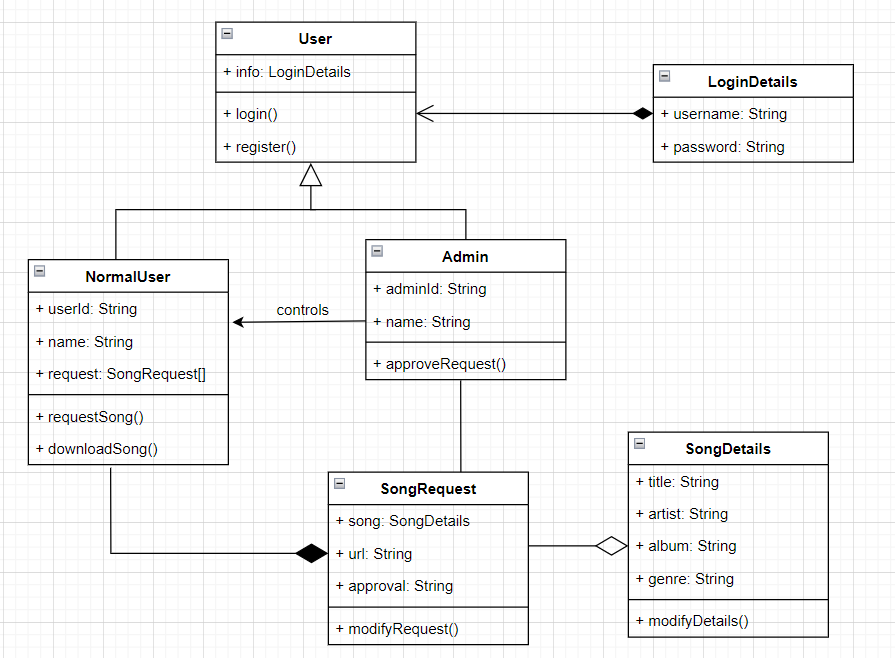 User
+ info: LoginDetails
+ login()
+ register()
LoginDetails
+ username: String
+ password: String
NormalUser
+ userId: String
+ name: String
+ request: SongRequest[]
+ requestSong()
+ downloadSong()
controls
Admin
+ adminId: String
+ name: String
+ approveRequest()
SongRequest
+ song: SongDetails
+ url: String
+ approval: String
+ modifyRequest()
SongDetails
+ title: String
+ artist: String
+ album: String
+ genre: String
+ modifyDetails()